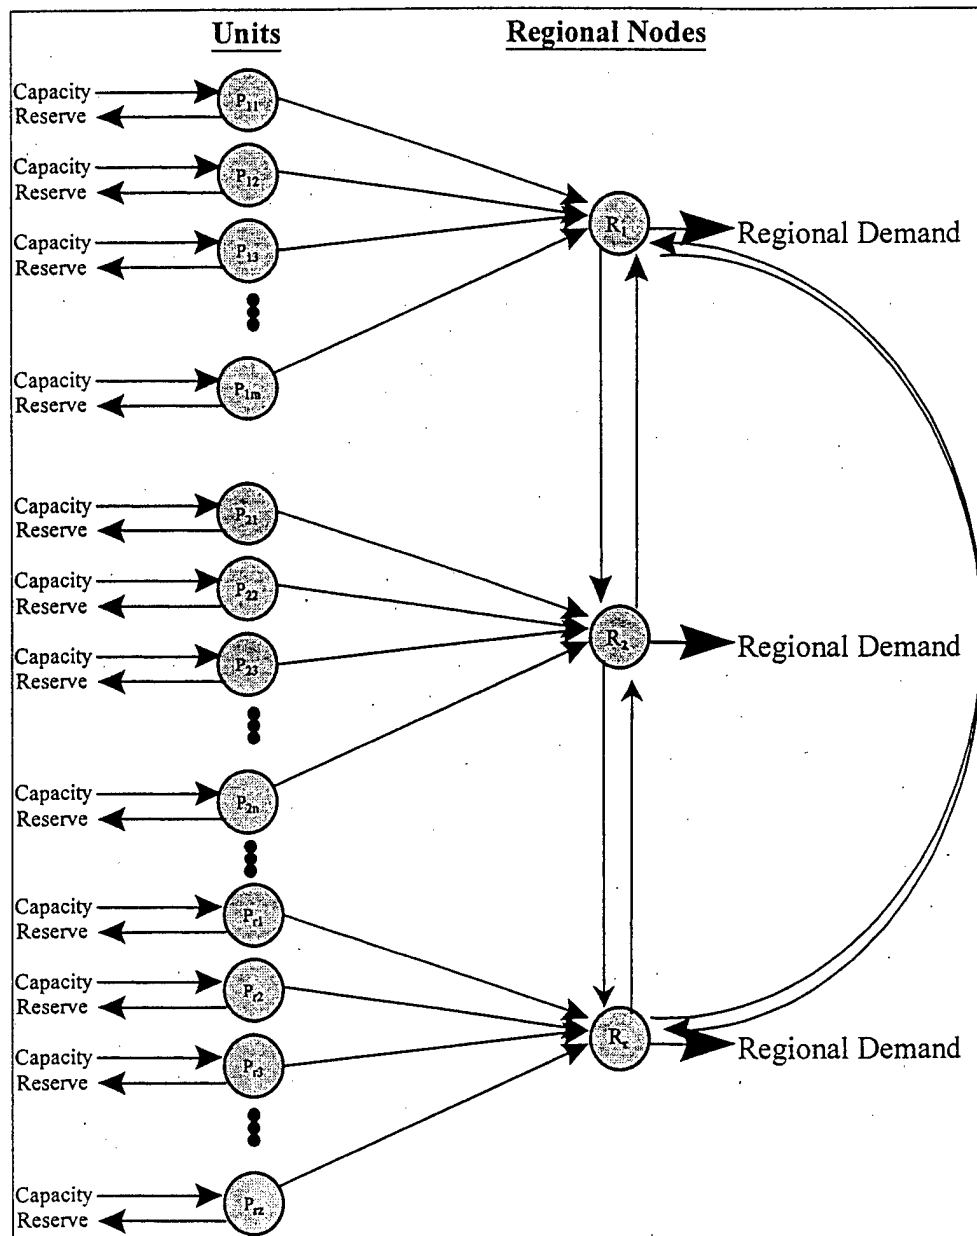 Units Regional Nodes
Capacity
Reserve
P11
Capacity
Reserve
P12
Capacity
Reserve
P13
R1
Regional Demand
Capacity
Reserve
P1m
Capacity
Reserve
P21
Capacity
Reserve
P22
Capacity
Reserve
P23
R2
Regional Demand
Capacity
Reserve
P2n
Capacity
Reserve
Pr1
Capacity
Reserve
Pr2
Capacity
Reserve
Pr3
Rr
Regional Demand
Capacity
Reserve
Prz